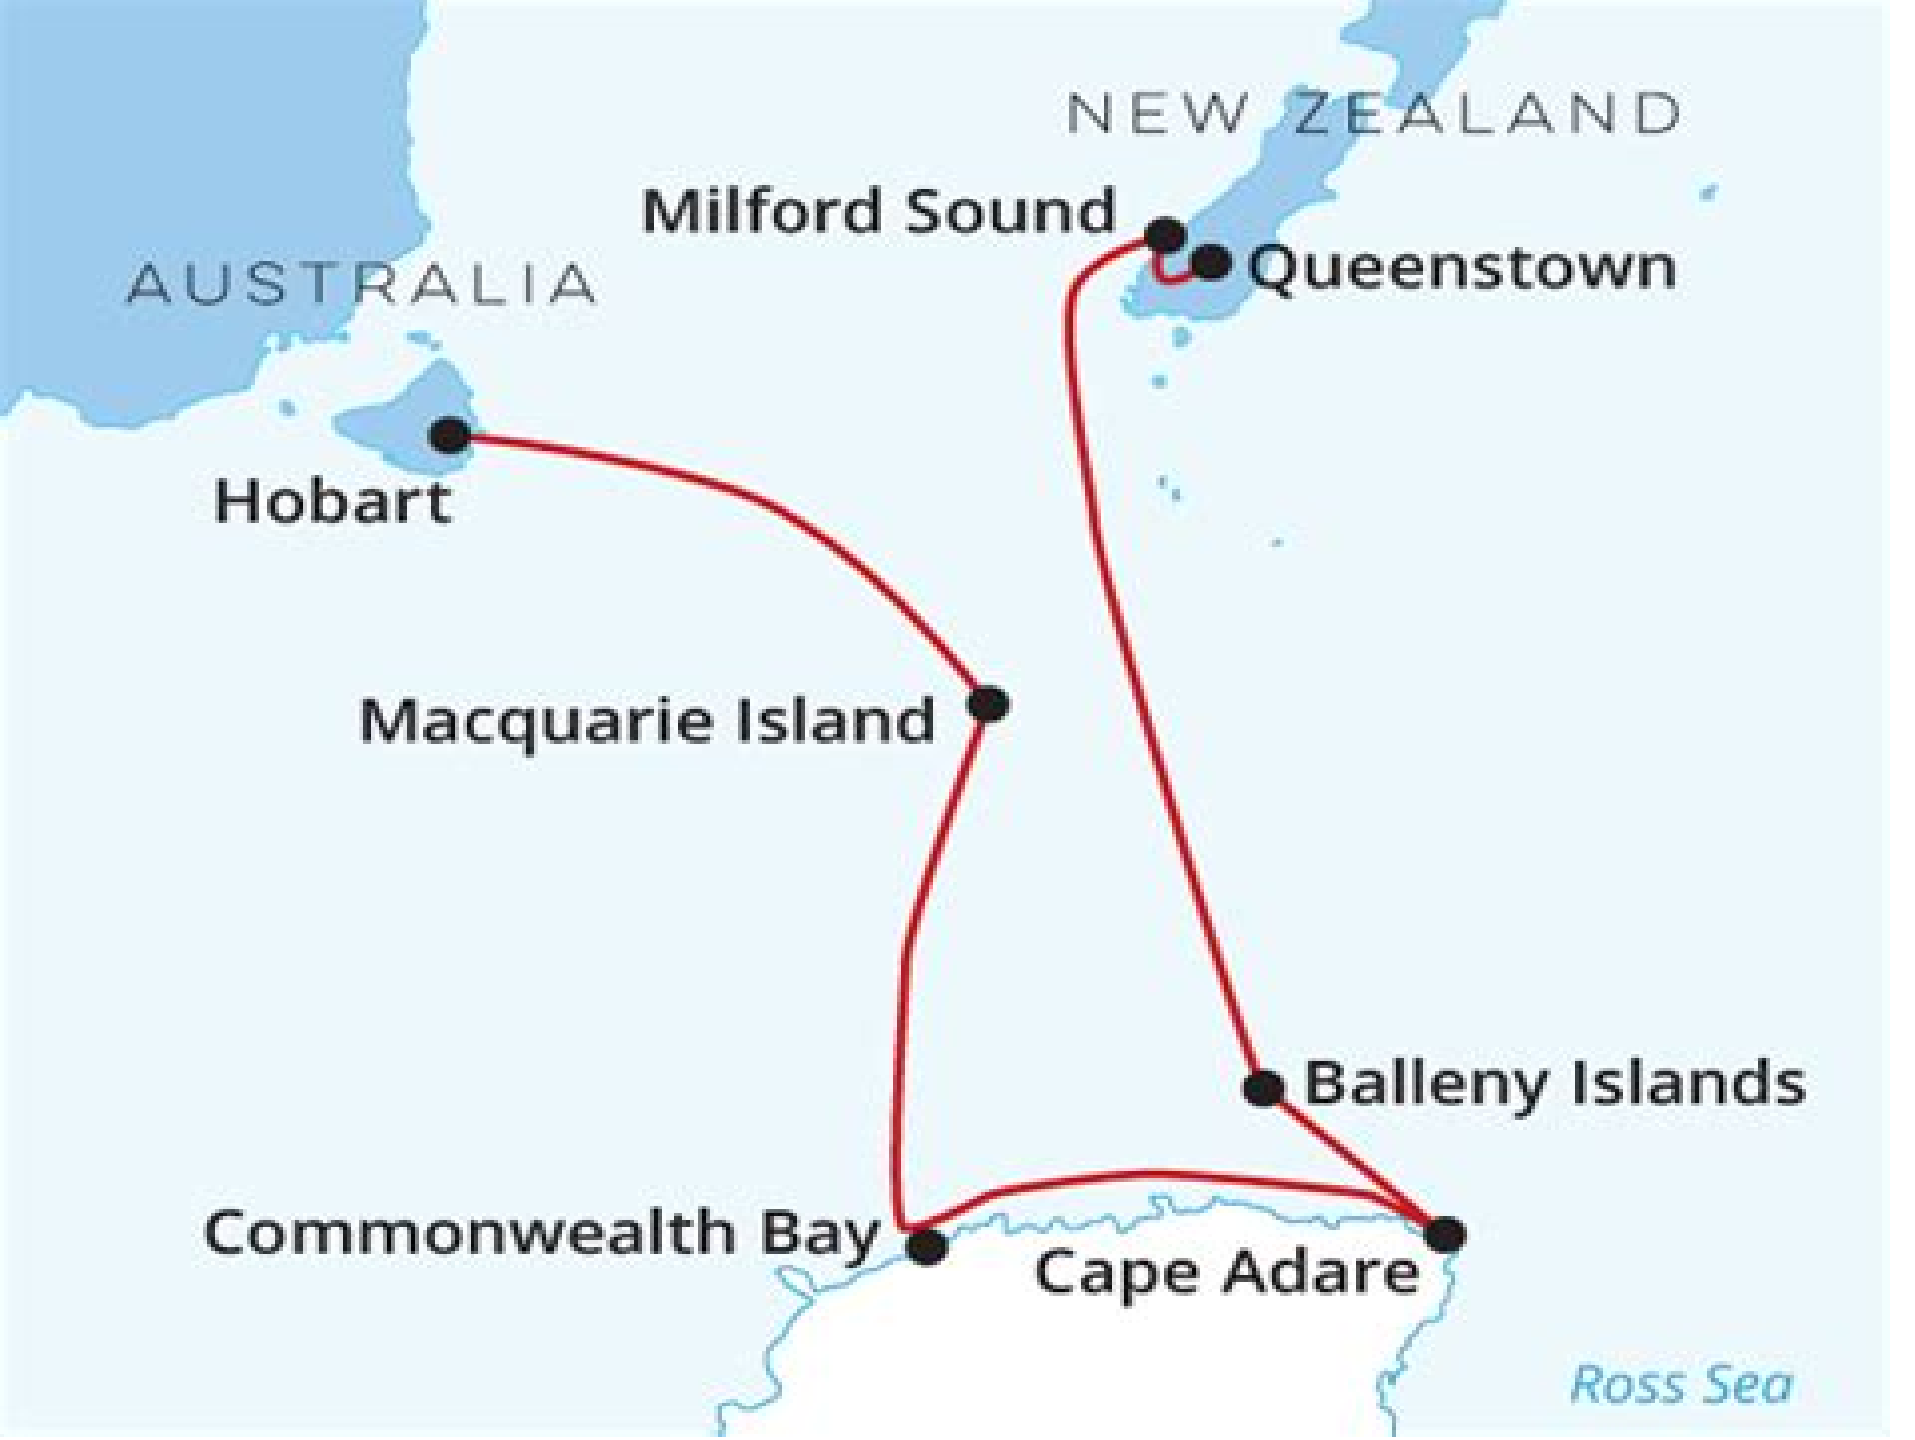 NEW ZEALAND
Milford Sound
Queenstown
AUSTRALIA
Hobart
Macquarie Island
Balleny Islands
Commonwealth Bay
Cape Adare
Ross Sea